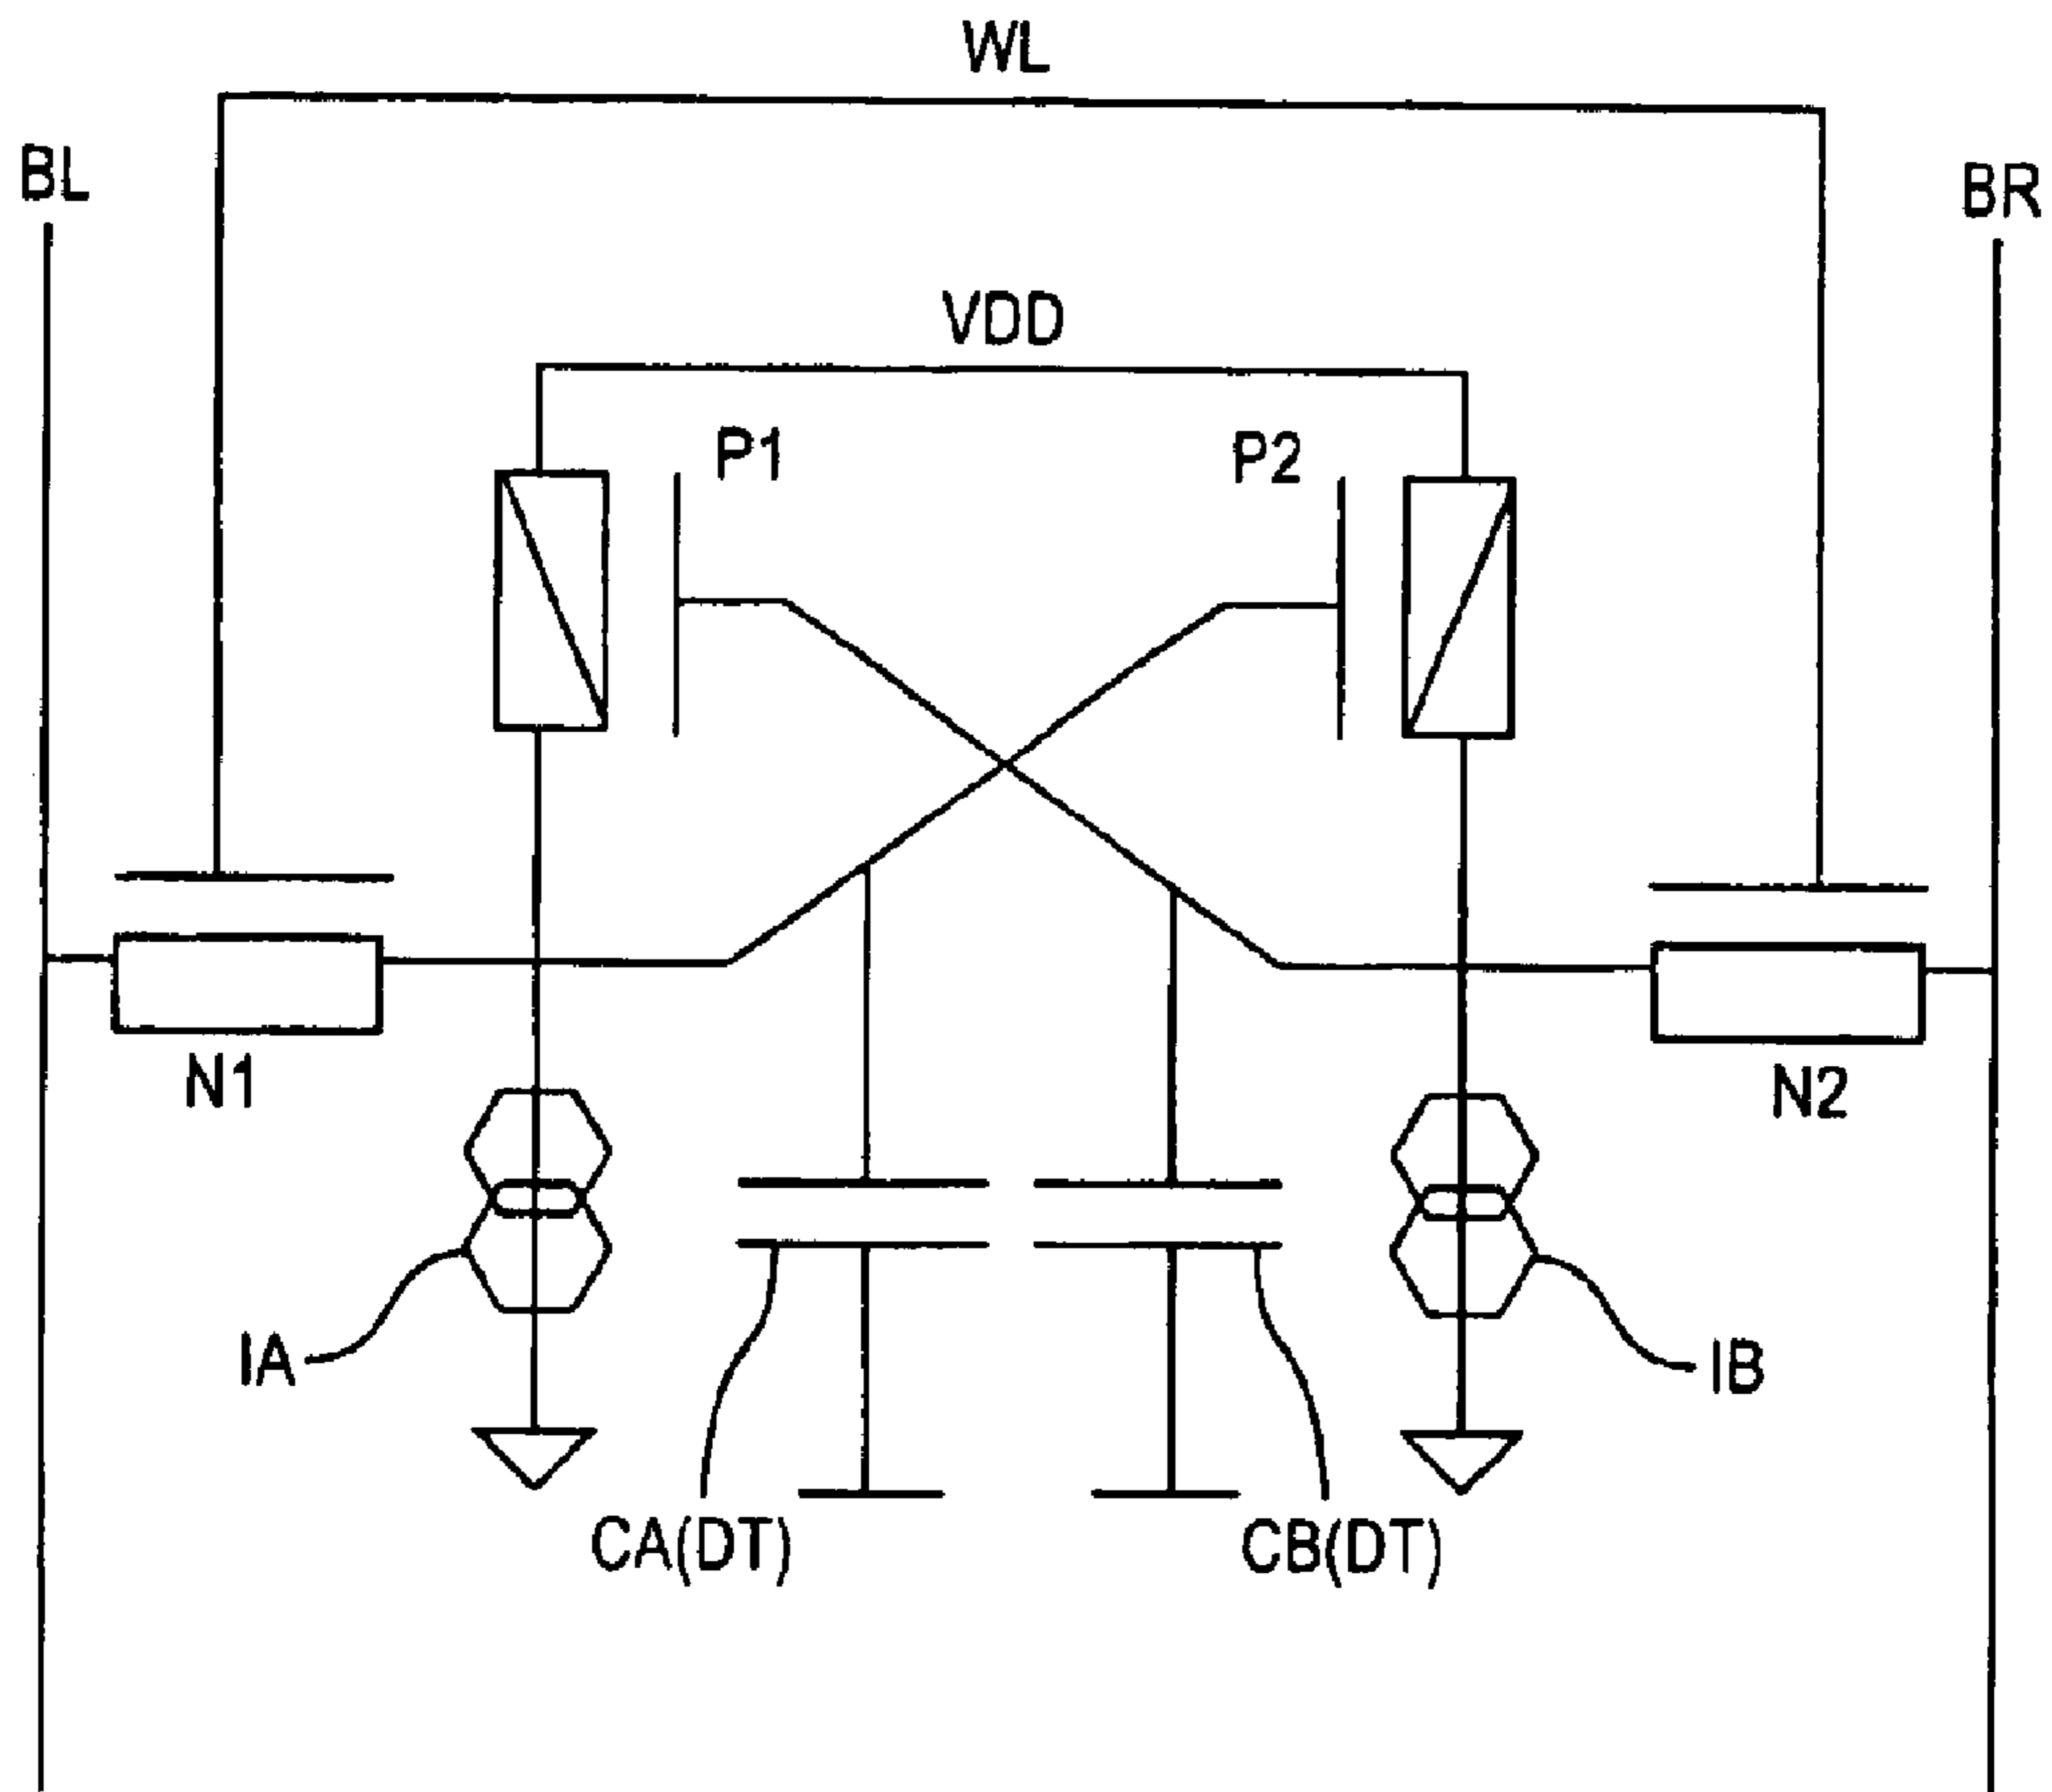 WL
BL
BR
VDD
P1
P2
N1
N2
IA
IB
CA(DT)
CB(DT)